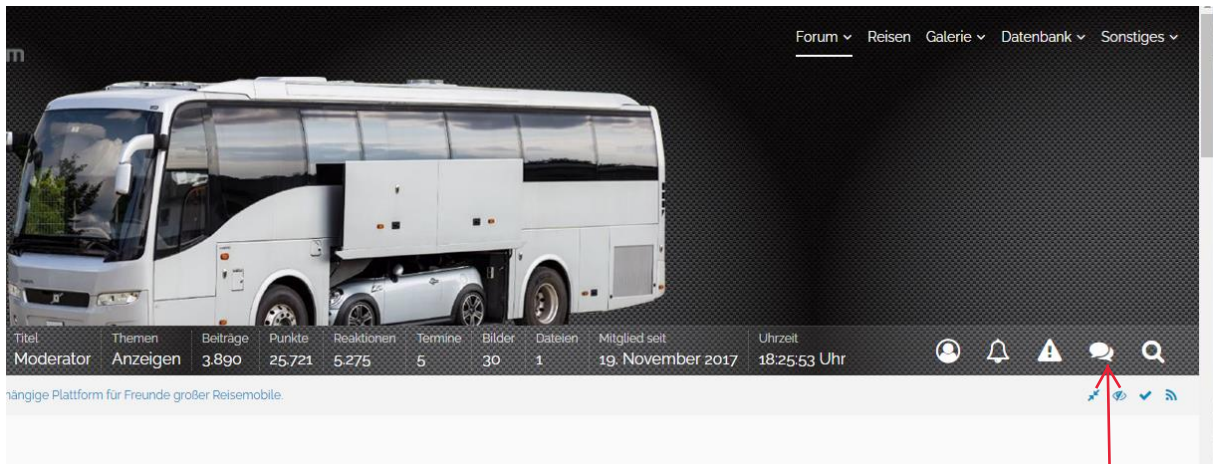 m
Forum Reisen Galerie Datenbank Sonstiges
Titel Themen Beiträge Punkte Reaktionen Termine Bilder Dateien Mitglied seit Uhrzeit
Moderator Anzeigen 3.890 25.721 5.275 5 30 1 19. November 2017 18:25:53 Uhr
hängige Plattform für Freunde großer Reisemobile.